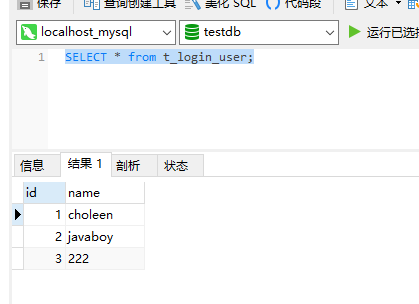 保存 查询创建工具 美化 SQL 代码段 文本
localhost_mysql testdb 运行已选择
1 SELECT * from t_login_user;
信息 结果 1 剖析 状态
id name
1 choleen
2 javaboy
3 222